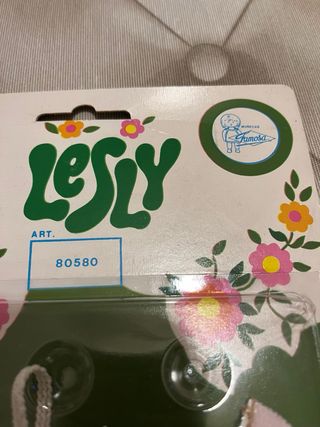 LESLY
MUÑECAS
Famosa
ART.
80580